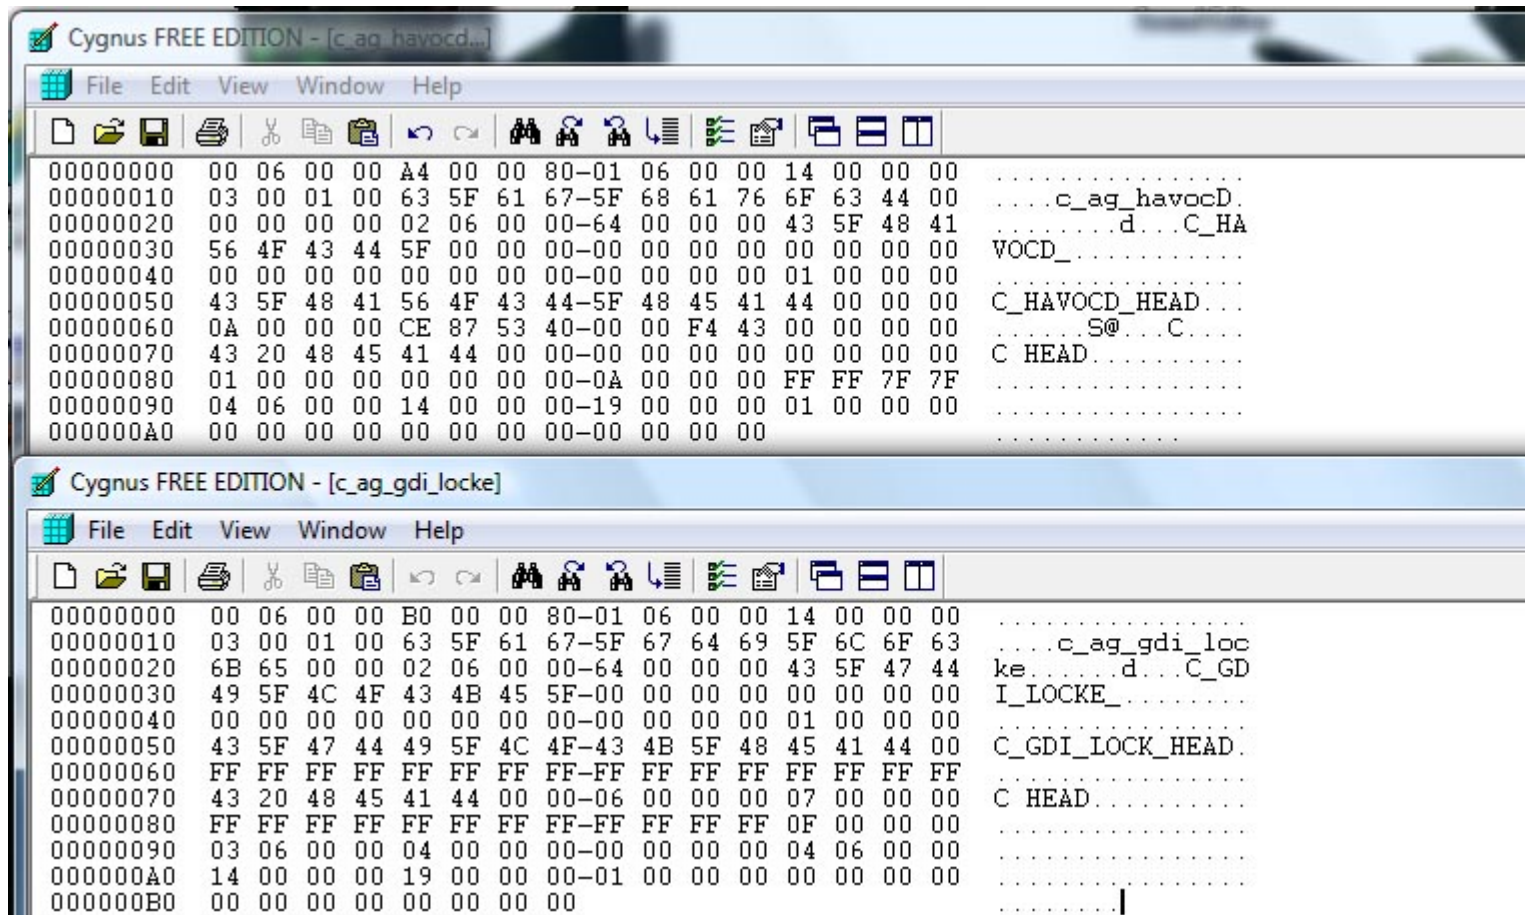 Cygnus FREE EDITION - [c_ag_havocd...]
File Edit View Window Help
00000000 00 06 00 00 A4 00 00 80-01 06 00 00 14 00 00 00 ................
00000010 03 00 01 00 63 5F 61 67-5F 68 61 76 6F 63 44 00 ....c_ag_havocD.
00000020 00 00 00 00 02 06 00 00-64 00 00 00 43 5F 48 41 ........d...C_HA
00000030 56 4F 43 44 5F 00 00 00-00 00 00 00 00 00 00 00 VOCD_...........
00000040 00 00 00 00 00 00 00 00-00 00 00 00 01 00 00 00 ................
00000050 43 5F 48 41 56 4F 43 44-5F 48 45 41 44 00 00 00 C_HAVOCD_HEAD...
00000060 0A 00 00 00 CE 87 53 40-00 00 F4 43 00 00 00 00 ......S@...C....
00000070 43 20 48 45 41 44 00 00-00 00 00 00 00 00 00 00 C HEAD..........
00000080 01 00 00 00 00 00 00 00-0A 00 00 00 FF FF 7F 7F ................
00000090 04 06 00 00 14 00 00 00-19 00 00 00 01 00 00 00 ................
000000A0 00 00 00 00 00 00 00 00-00 00 00 00 ............
Cygnus FREE EDITION - [c_ag_gdi_locke]
File Edit View Window Help
00000000 00 06 00 00 B0 00 00 80-01 06 00 00 14 00 00 00 ................
00000010 03 00 01 00 63 5F 61 67-5F 67 64 69 5F 6C 6F 63 ....c_ag_gdi_loc
00000020 6B 65 00 00 02 06 00 00-64 00 00 00 43 5F 47 44 ke......d...C_GD
00000030 49 5F 4C 4F 43 4B 45 5F-00 00 00 00 00 00 00 00 I_LOCKE_........
00000040 00 00 00 00 00 00 00 00-00 00 00 00 01 00 00 00 ................
00000050 43 5F 47 44 49 5F 4C 4F-43 4B 5F 48 45 41 44 00 C_GDI_LOCK_HEAD.
00000060 FF FF FF FF FF FF FF FF-FF FF FF FF FF FF FF FF ................
00000070 43 20 48 45 41 44 00 00-06 00 00 00 07 00 00 00 C HEAD..........
00000080 FF FF FF FF FF FF FF FF-FF FF FF FF 0F 00 00 00 ................
00000090 03 06 00 00 04 00 00 00-00 00 00 00 04 06 00 00 ................
000000A0 14 00 00 00 19 00 00 00-01 00 00 00 00 00 00 00 ................
000000B0 00 00 00 00 00 00 00 00 ........